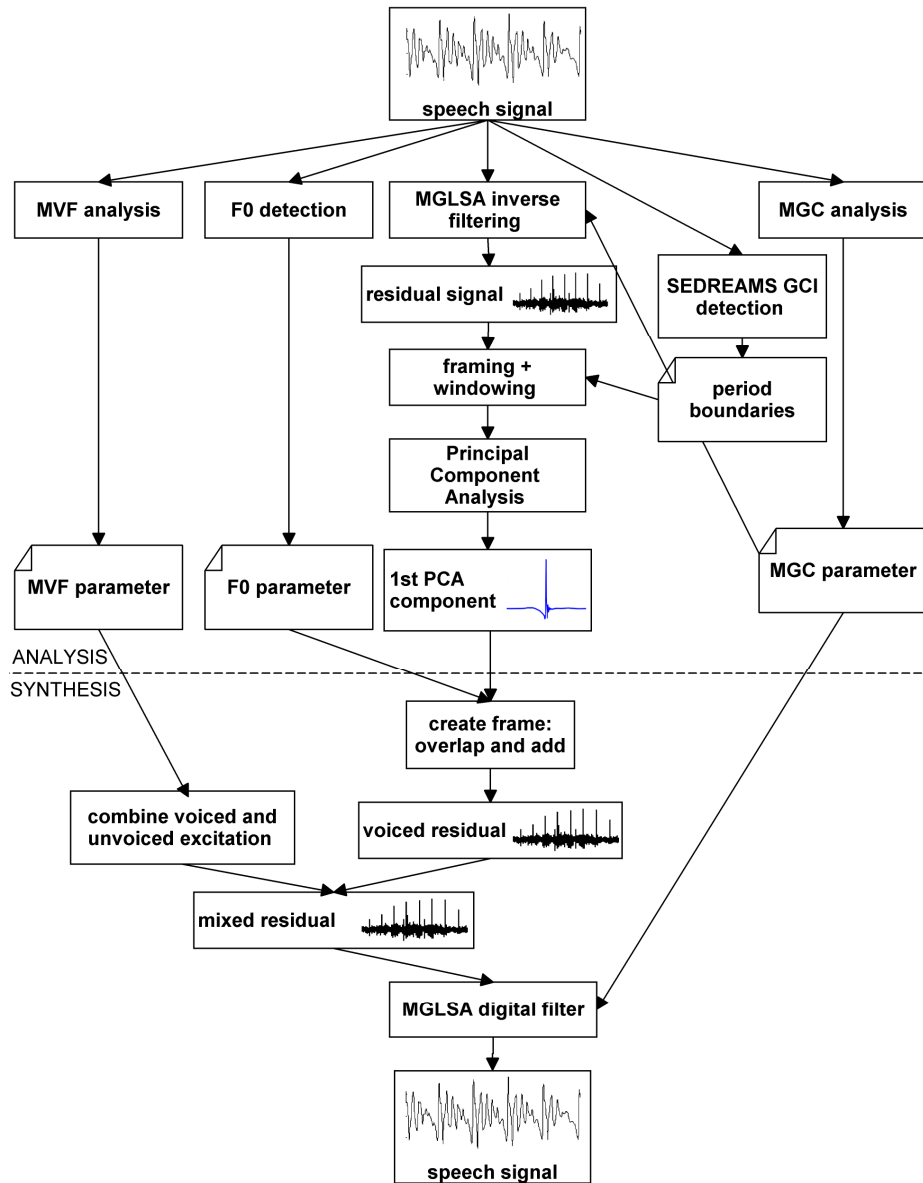 speech signal
MVF analysis
F0 detection
MGLSA inverse
filtering
MGC analysis
residual signal
SEDREAMS GCI
detection
framing +
windowing
period
boundaries
Principal
Component
Analysis
MVF parameter
F0 parameter
1st PCA
component
MGC parameter
ANALYSIS
SYNTHESIS
create frame:
overlap and add
combine voiced and
unvoiced excitation
voiced residual
mixed residual
MGLSA digital filter
speech signal